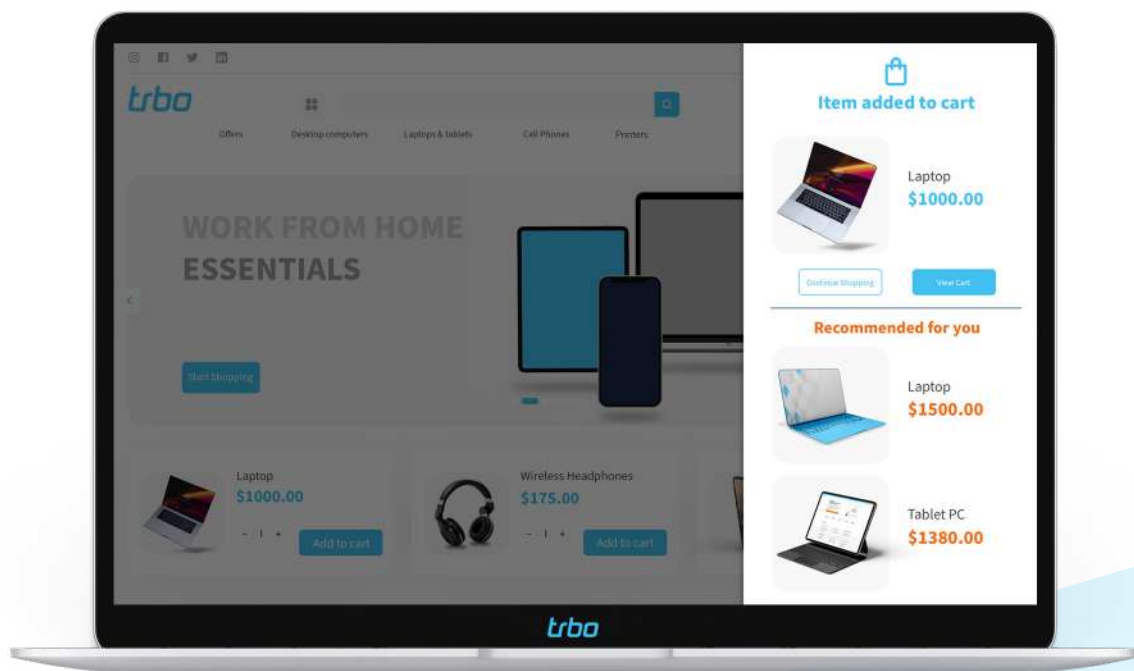 trbo
Offers
Desktop computers
Laptops & tablets
Cell Phones
Printers
WORK FROM HOME
ESSENTIALS
Start Shopping
Laptop
$1000.00
- 1 +
Add to cart
Wireless Headphones
$175.00
- 1 +
Add to cart
Item added to cart
Laptop
$1000.00
Continue Shopping
View Cart
Recommended for you
Laptop
$1500.00
Tablet PC
$1380.00
trbo